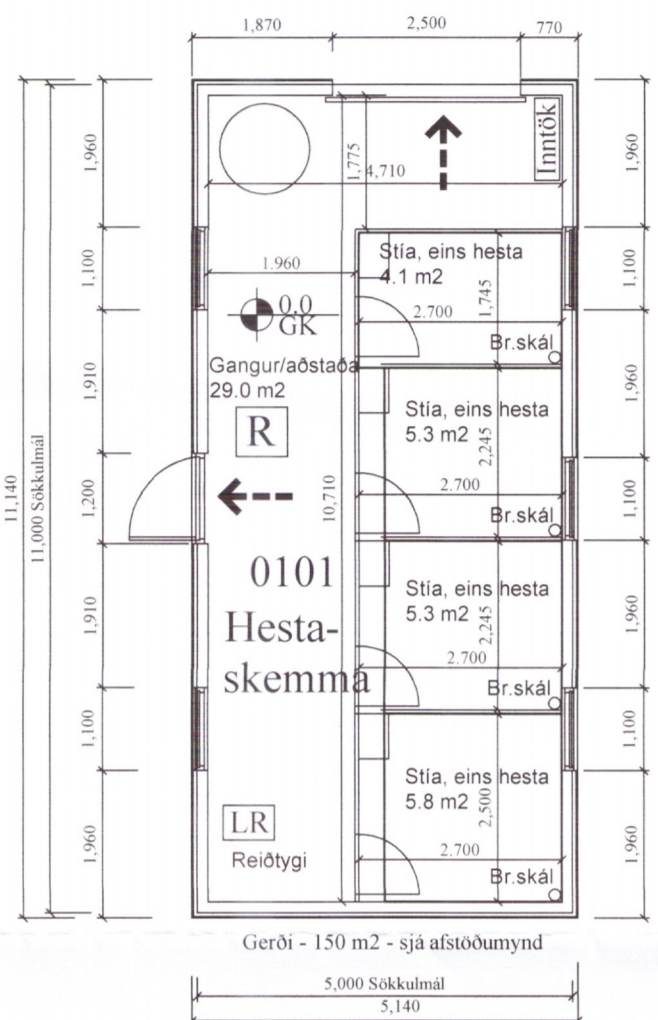 1,870
2,500
770
11,140
11,000 Sökkulmál
1,960
1,100
1,910
1,200
1,910
1,100
1,960
1,960
1,100
1,960
1,100
1,960
1,100
1,960
Inntök
1,775
4,710
1.960
10,710
0,0
GK
Gangur/aðstaða
29.0 m2
R
0101
Hesta-
skemma
LR
Reiðtygi
Stía, eins hesta
4.1 m2
1,745
2.700
Br.skál
Stía, eins hesta
5.3 m2
2,245
2.700
Br.skál
Stía, eins hesta
5.3 m2
2,245
2.700
Br.skál
Stía, eins hesta
5.8 m2
2,500
2.700
Br.skál
Gerði - 150 m2 - sjá afstöðumynd
5,000 Sökkulmál
5,140